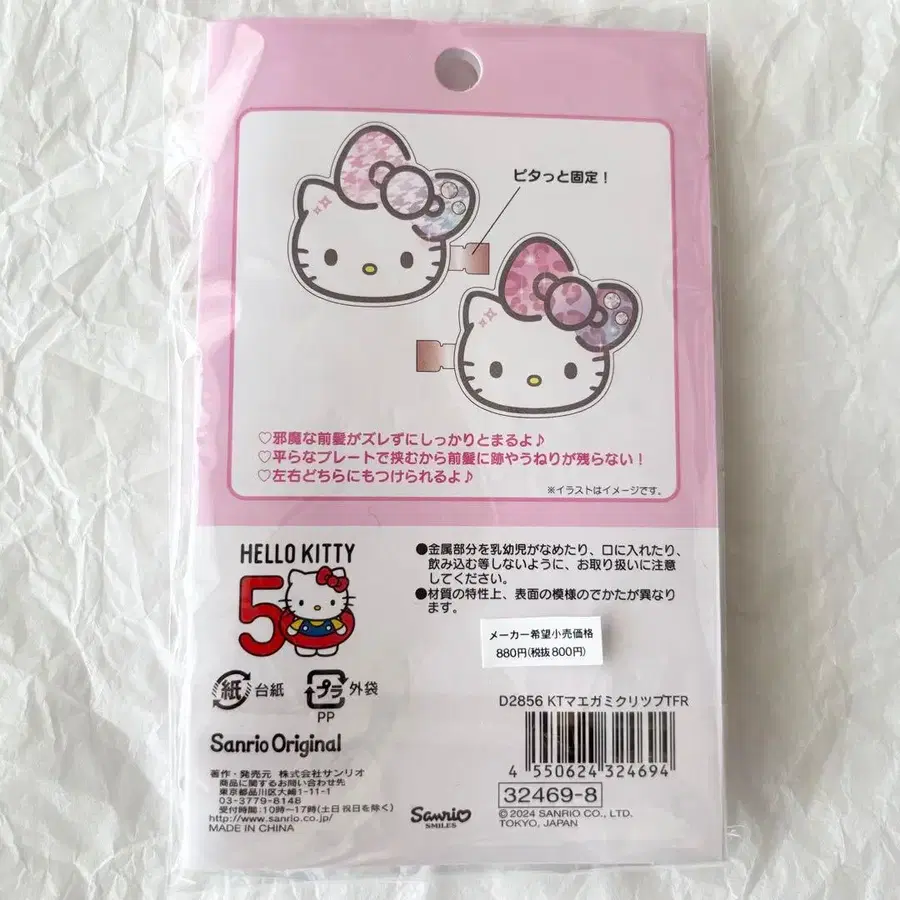 ピタっと固定！
♡邪魔な前髪がズレずにしっかりとまるよ♪
♡平らなプレートで挟むから前髪に跡やうねりが残らない！
♡左右どちらにもつけられるよ♪
※イラストはイメージです。
HELLO KITTY
50
●金属部分を乳幼児がなめたり、口に入れたり、
飲み込む等しないように、お取り扱いに注意
してください。
●材質の特性上、表面の模様のでかたが異なり
ます。
メーカー希望小売価格
880円(税抜800円)
紙 台紙
プラ 外袋
PP
D2856 KTマエガミクリツプTFR
4 550624 324694
32469-8
© 2024 SANRIO CO., LTD.
TOKYO, JAPAN
Sanrio Original
著作・発売元 株式会社サンリオ
商品に関するお問い合わせ先
東京都品川区大崎1-11-1
03-3779-8148
受付時間:10時〜17時(土日祝日を除く)
http://www.sanrio.co.jp/
MADE IN CHINA
Sanrio
SMILES